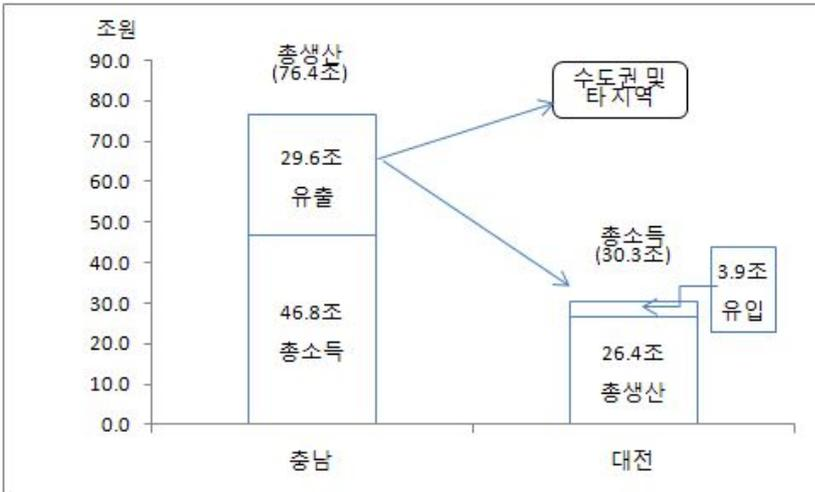 조원
90.0
80.0
70.0
60.0
50.0
40.0
30.0
20.0
10.0
0.0
총생산
(76.4조)
29.6조
유출
46.8조
총소득
수도권 및
타 지역
총소득
(30.3조)
3.9조
유입
26.4조
총생산
충남
대전